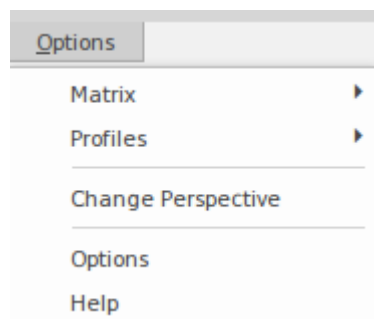 Options
Matrix
Profiles
Change Perspective
Options
Help